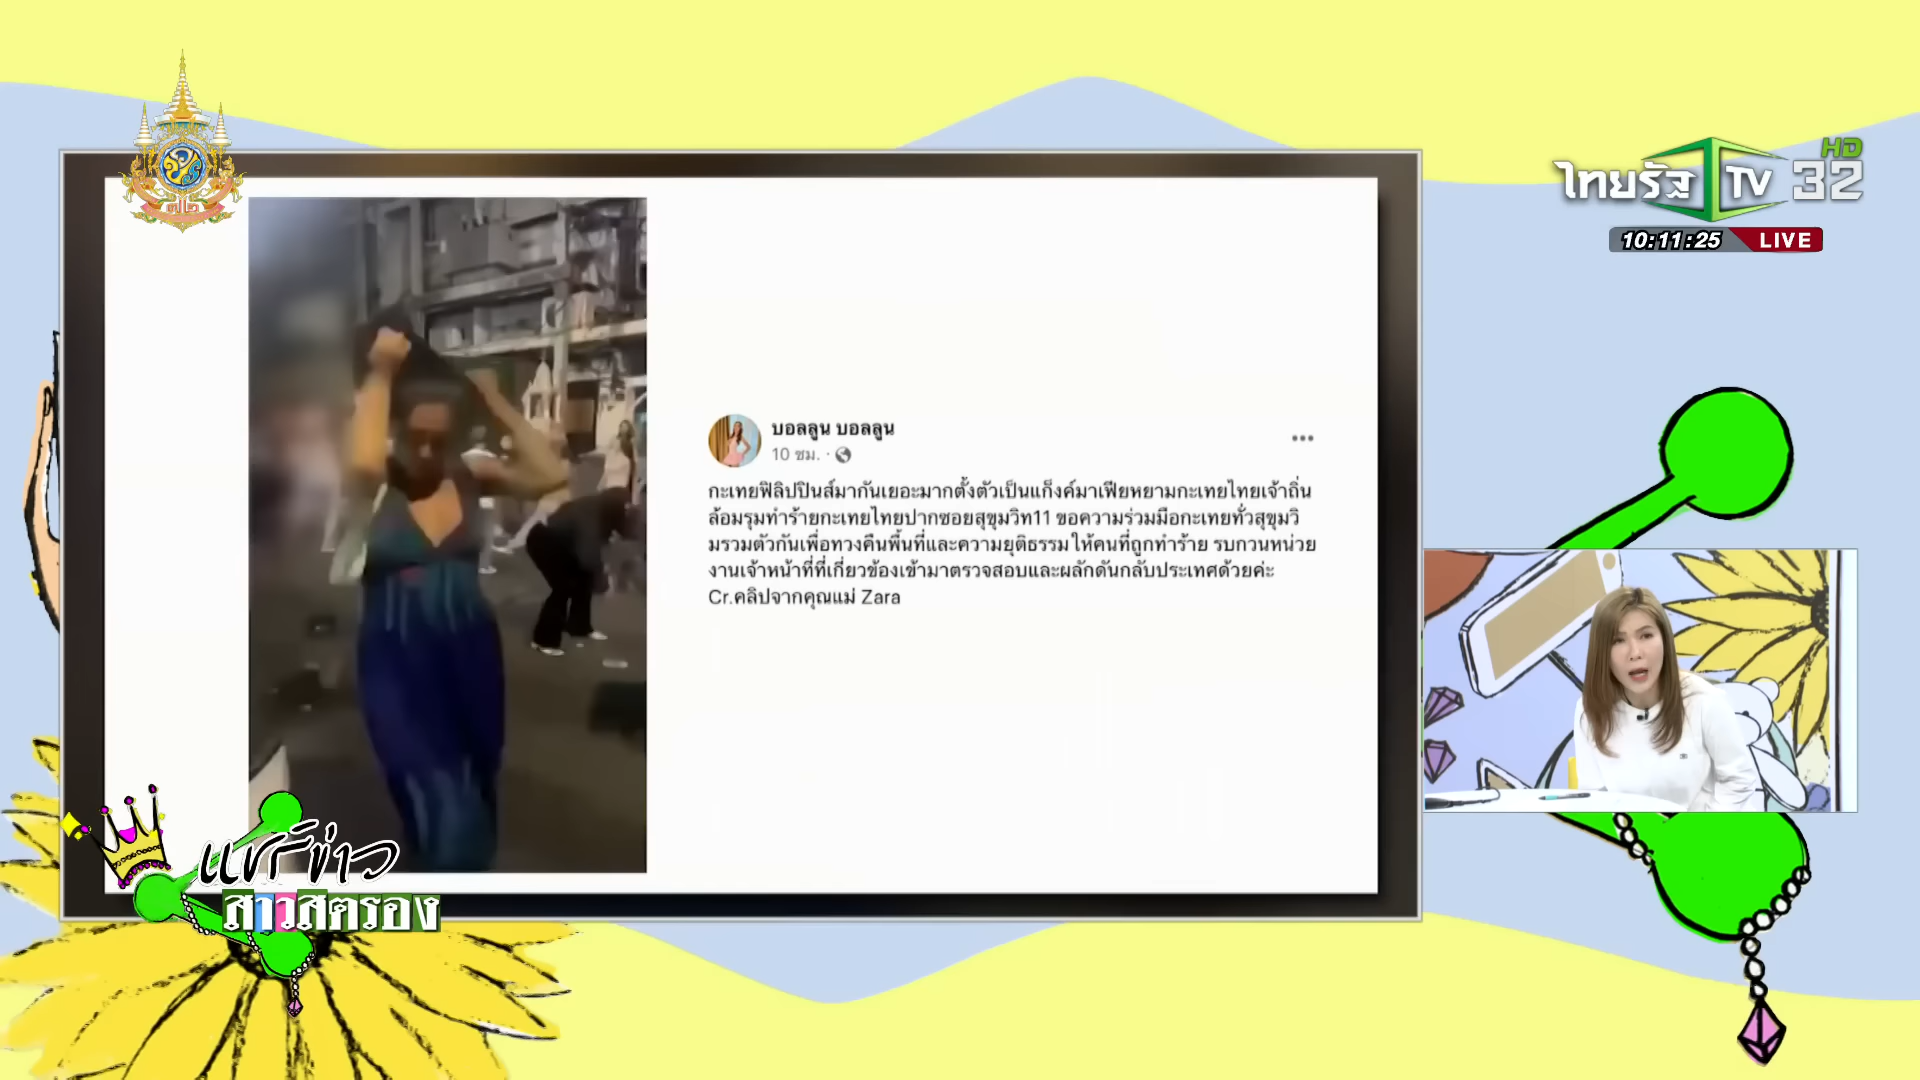 ไทยรัฐ TV HD 32
10:11:25 LIVE
๗๒
บอลลูน บอลลูน
10 ชม.
กะเทยฟิลิปปินส์มากันเยอะมากตั้งตัวเป็นแก็งค์มาเฟียหยามกะเทยไทยเจ้าถิ่น
ล้อมรุมทำร้ายกะเทยไทยปากซอยสุขุมวิท11 ขอความร่วมมือกะเทยทั่วสุขุมวิ
มรวมตัวกันเพื่อทวงคืนพื้นที่และความยุติธรรมให้คนที่ถูกทำร้าย รบกวนหน่วย
งานเจ้าหน้าที่ที่เกี่ยวข้องเข้ามาตรวจสอบและผลักดันกลับประเทศด้วยค่ะ
Cr.คลิปจากคุณแม่ Zara
แชร์ข่าว
สาวสตรอง